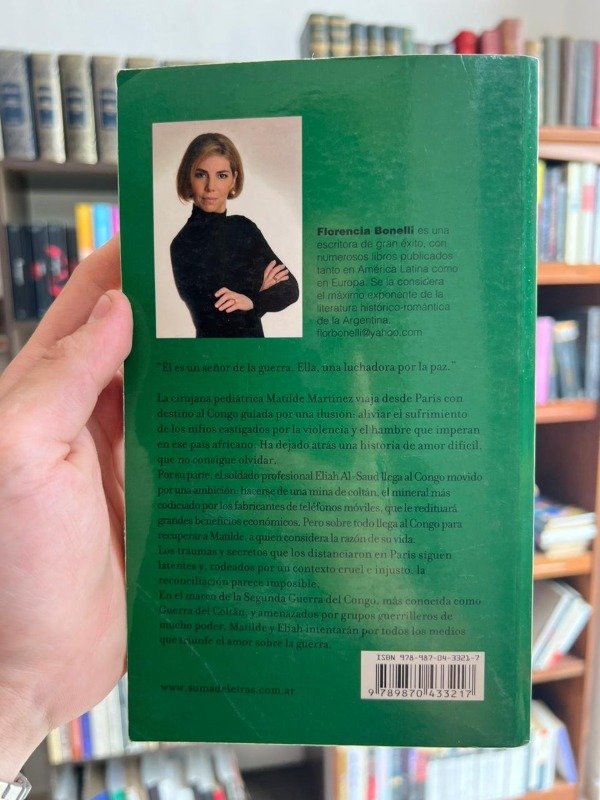 Florencia Bonelli es una
escritora de gran éxito, con
numerosos libros publicados
tanto en América Latina como
en Europa. Se la considera
el máximo exponente de la
literatura histórico-romántica
de la Argentina.
florbonelli@yahoo.com
"Él es un señor de la guerra. Ella, una luchadora por la paz."
La cirujana pediátrica Matilde Martínez viaja desde París con
destino al Congo guiada por una ilusión: aliviar el sufrimiento
de los niños castigados por la violencia y el hambre que imperan
en ese país africano. Ha dejado atrás una historia de amor difícil,
que no consigue olvidar.
Por su parte, el soldado profesional Eliah Al-Saud llega al Congo movido
por una ambición: hacerse de una mina de coltán, el mineral más
codiciado por los fabricantes de teléfonos móviles, que le redituará
grandes beneficios económicos. Pero sobre todo llega al Congo para
recuperar a Matilde, a quien considera la razón de su vida.
Los traumas y secretos que los distanciaron en París siguen
latentes y, rodeados por un contexto cruel e injusto, la
reconciliación parece imposible.
En el marco de la Segunda Guerra del Congo, más conocida como
Guerra del Coltán, y amenazados por grupos guerrilleros de
mucho poder, Matilde y Eliah intentarán por todos los medios
que triunfe el amor sobre la guerra.
ISBN 978-987-04-3321-7
9 789870 433217
www.sumadeletras.com.ar